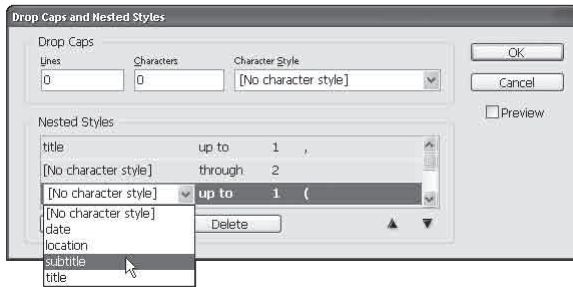 Drop Caps and Nested Styles
Drop Caps
Lines Characters Character Style
0 0 [No character style]
OK
Cancel
Preview
Nested Styles
title up to 1 ,
[No character style] through 2
[No character style] up to 1 (
[No character style]
date
location
subtitle
title
Delete